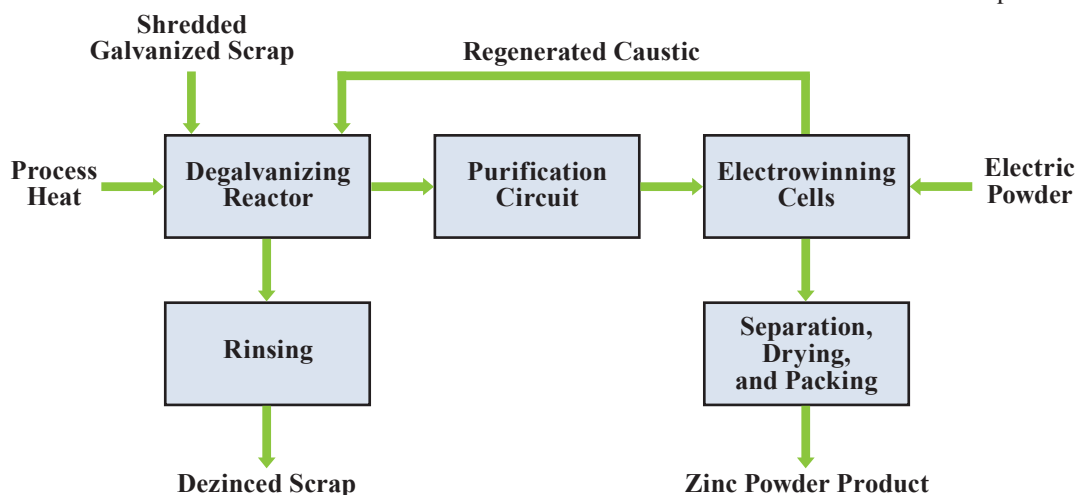 Shredded
Galvanized Scrap
Regenerated Caustic
Process
Heat
Degalvanizing
Reactor
Purification
Circuit
Electrowinning
Cells
Electric
Powder
Rinsing
Separation,
Drying,
and Packing
Dezinced Scrap
Zinc Powder Product